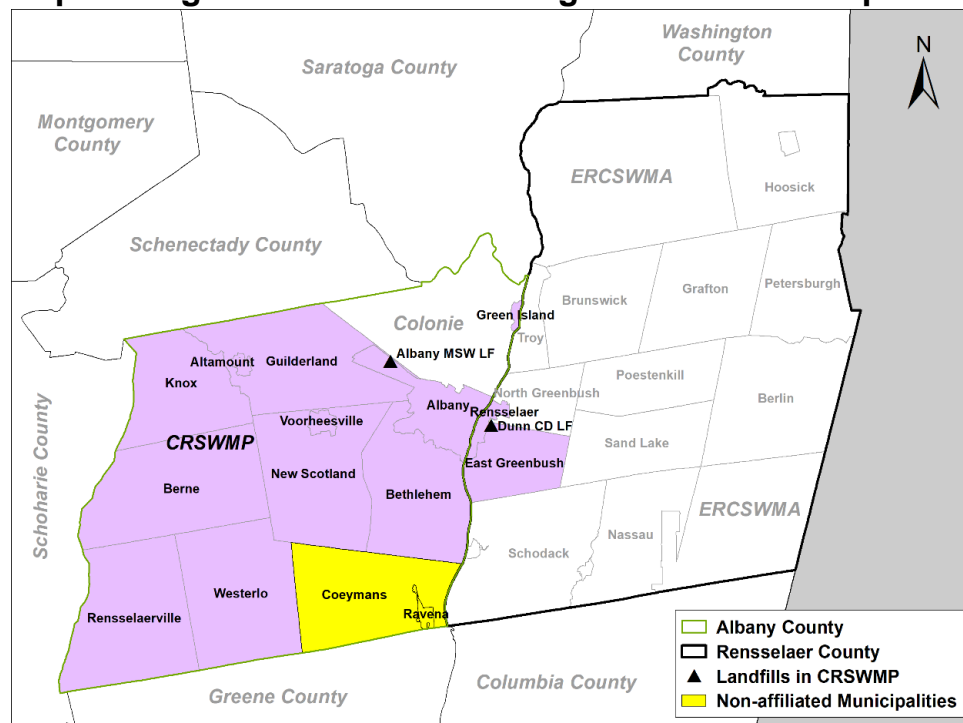 Washington
County
N
Saratoga County
Montgomery
County
ERCSWMA
Hoosick
Schenectady County
Petersburgh
Grafton
Brunswick
Green Island
Colonie
Troy
Albany MSW LF
Altamount
Guilderland
Knox
Poestenkill
North Greenbush
Berlin
Albany
Rensselaer
Voorheesville
Dunn CD LF
CRSWMP
Sand Lake
East Greenbush
New Scotland
Schoharie County
Berne
Bethlehem
ERCSWMA
Nassau
Schodack
Westerlo
Coeymans
Ravena
Rensselaerville
Greene County
Columbia County
Albany County
Rensselaer County
Landfills in CRSWMP
Non-affiliated Municipalities